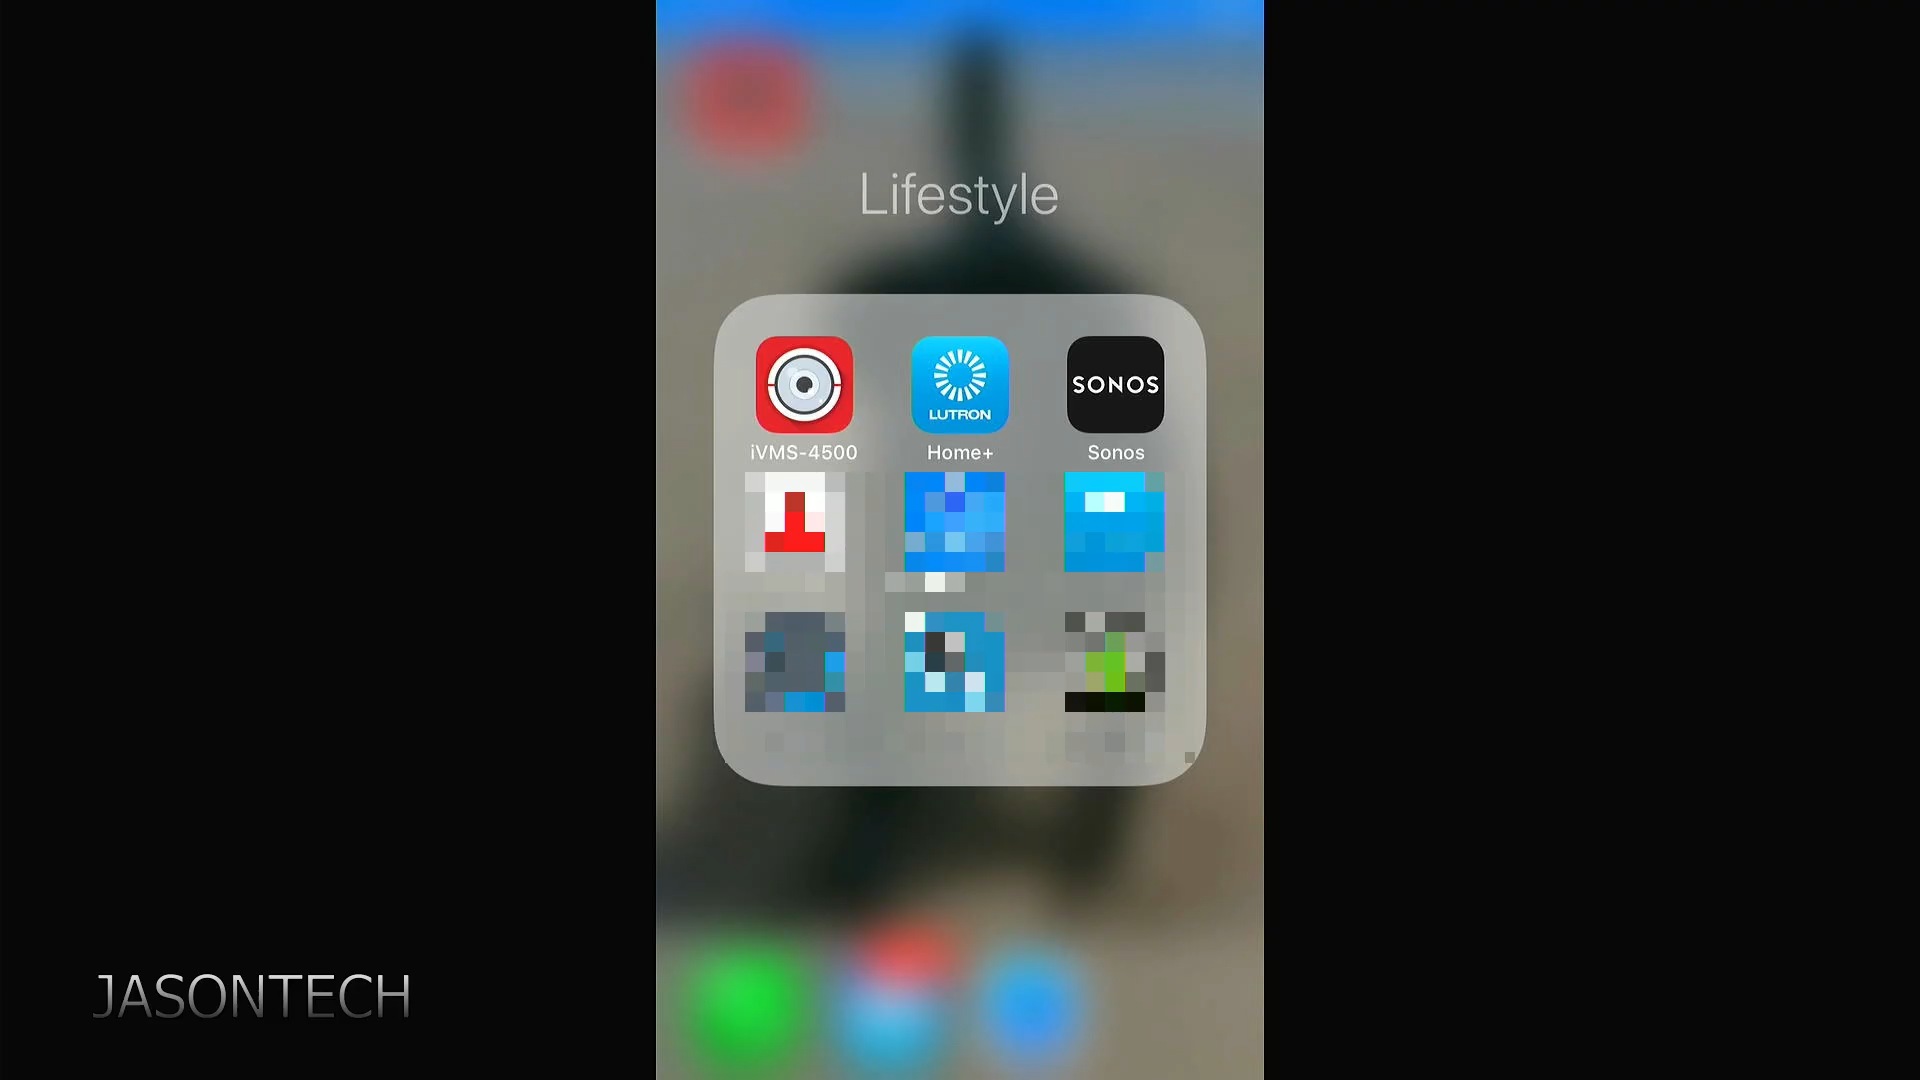 Lifestyle
LUTRON
SONOS
iVMS-4500
Home+
Sonos
JASONTECH